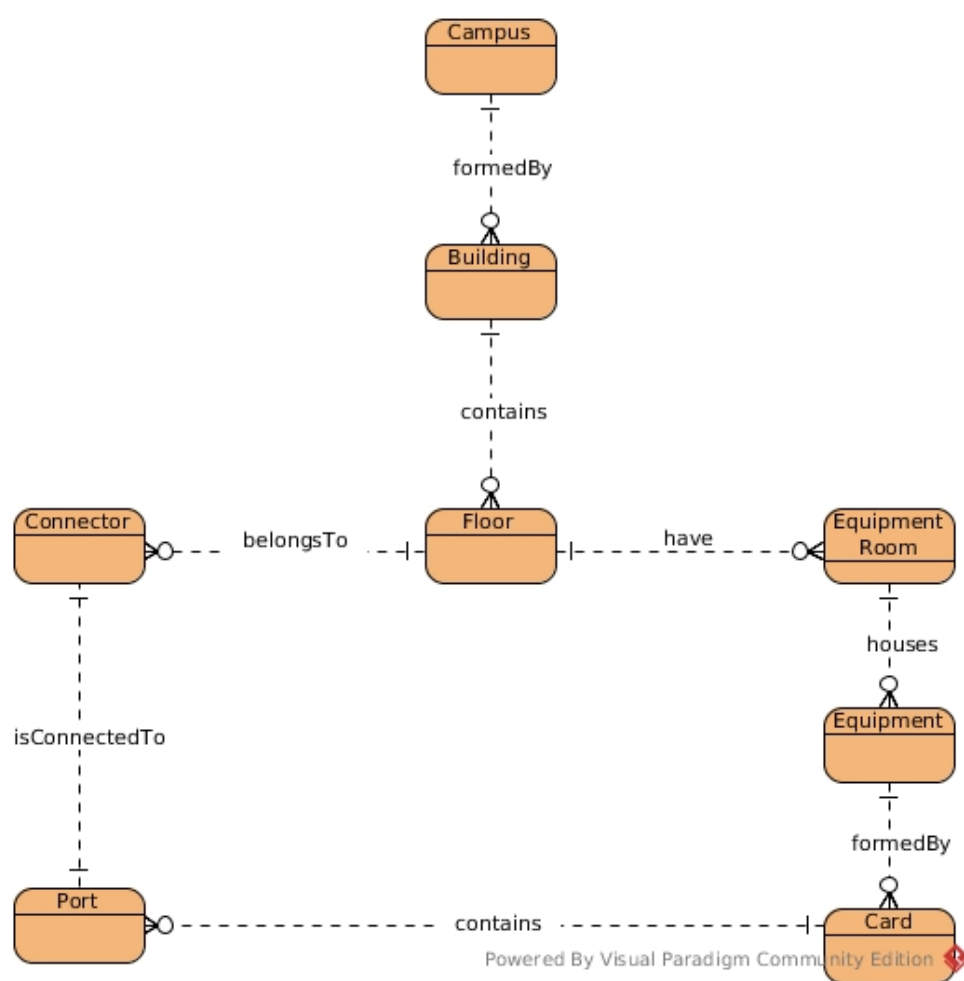 Campus
formedBy
Building
contains
Connector
belongsTo
Floor
have
Equipment
Room
houses
isConnectedTo
Equipment
formedBy
Port
contains
Card
Powered By Visual Paradigm Community Edition